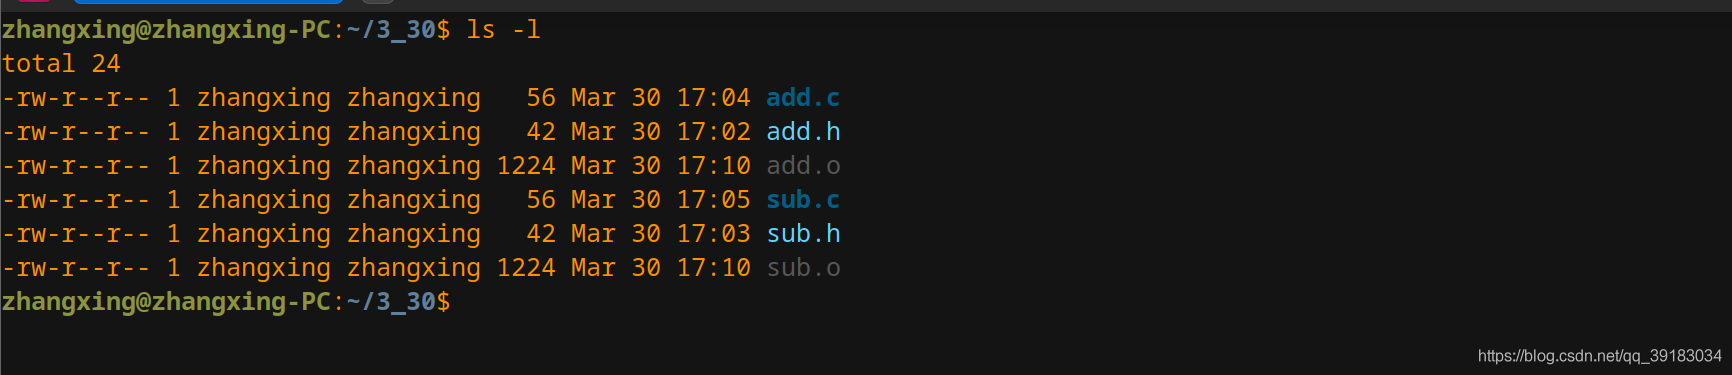 zhangxing@zhangxing-PC:~/3_30$ ls -l
total 24
-rw-r--r-- 1 zhangxing zhangxing   56 Mar 30 17:04 add.c
-rw-r--r-- 1 zhangxing zhangxing   42 Mar 30 17:02 add.h
-rw-r--r-- 1 zhangxing zhangxing 1224 Mar 30 17:10 add.o
-rw-r--r-- 1 zhangxing zhangxing   56 Mar 30 17:05 sub.c
-rw-r--r-- 1 zhangxing zhangxing   42 Mar 30 17:03 sub.h
-rw-r--r-- 1 zhangxing zhangxing 1224 Mar 30 17:10 sub.o
zhangxing@zhangxing-PC:~/3_30$
https://blog.csdn.net/qq_39183034